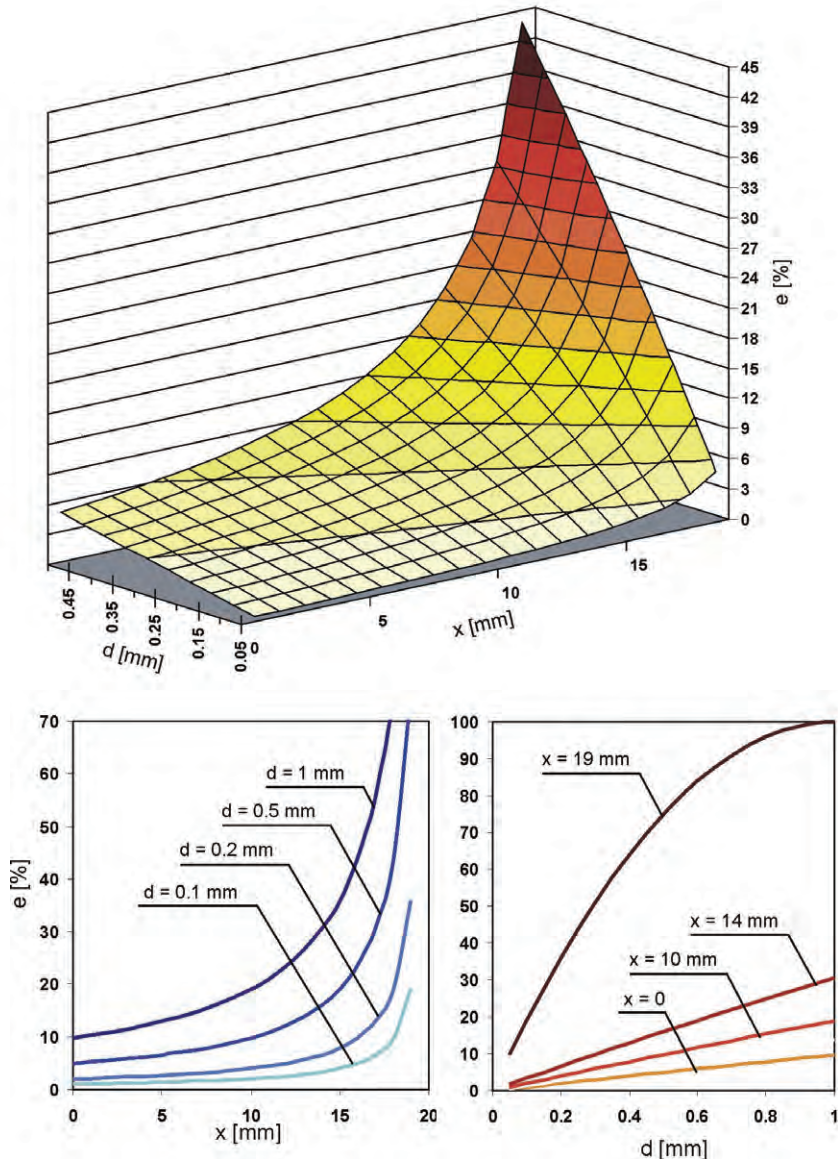 45
42
39
36
33
30
27
24
21
18
15
12
9
6
3
0
e [%]
0.45
0.35
0.25
0.15
0.05
d [mm]
0
5
10
15
x [mm]
70
60
50
40
30
20
10
0
e [%]
d = 1 mm
d = 0.5 mm
d = 0.2 mm
d = 0.1 mm
0 5 10 15 20
x [mm]
100
90
80
70
60
50
40
30
20
10
0
x = 19 mm
x = 14 mm
x = 10 mm
x = 0
0 0.2 0.4 0.6 0.8 1
d [mm]